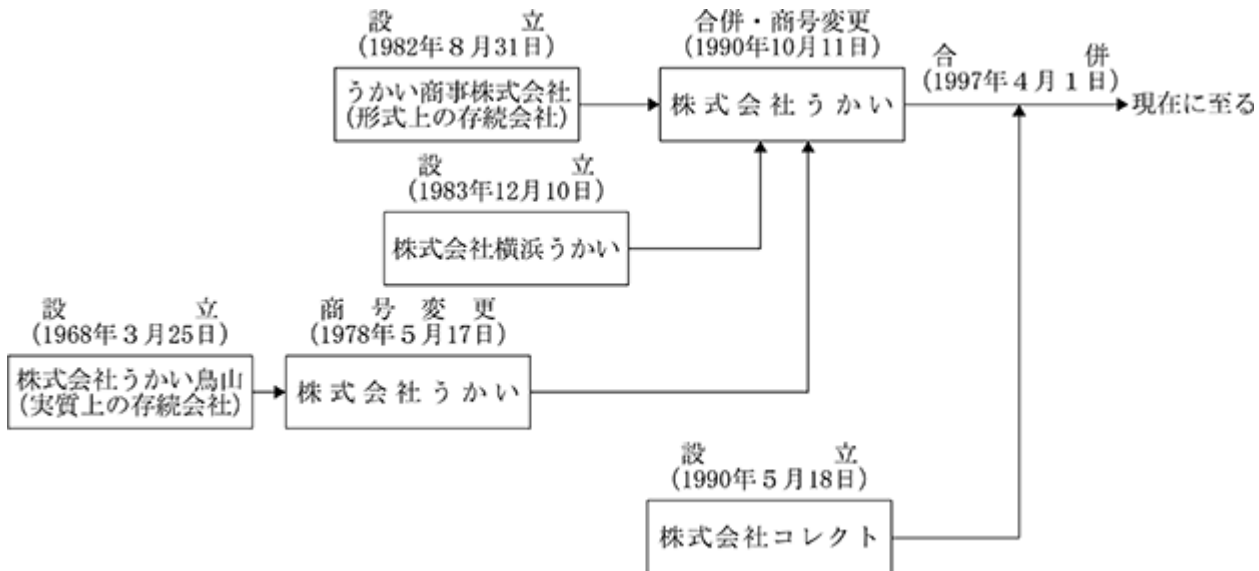 設立
(1982年8月31日)
うかい商事株式会社
(形式上の存続会社)
合併・商号変更
(1990年10月11日)
株式会社うかい
合併
(1997年4月1日)
現在に至る
設立
(1983年12月10日)
株式会社横浜うかい
設立
(1968年3月25日)
株式会社うかい鳥山
(実質上の存続会社)
商号変更
(1978年5月17日)
株式会社うかい
設立
(1990年5月18日)
株式会社コレクト